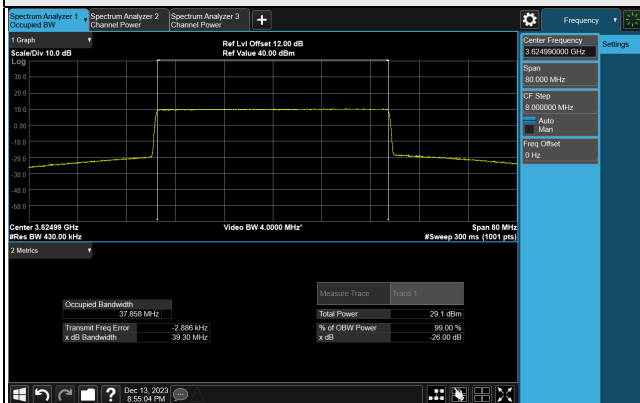 Spectrum Analyzer 1
Occupied BW
Spectrum Analyzer 2
Channel Power
Spectrum Analyzer 3
Channel Power
+
Frequency
1 Graph
Scale/Div 10.0 dB
Ref Lvl Offset 12.00 dB
Ref Value 40.00 dBm
Log
30.0
20.0
10.0
0.00
-10.0
-20.0
-30.0
-40.0
-50.0
Center 3.62499 GHz
#Res BW 430.00 kHz
Video BW 4.0000 MHz*
Span 80 MHz
#Sweep 300 ms (1001 pts)
Center Frequency
3.624990000 GHz
Settings
Span
80.000 MHz
CF Step
8.000000 MHz
Auto
Man
Freq Offset
0 Hz
2 Metrics
Measure Trace
Trace 1
Occupied Bandwidth
37.858 MHz
Total Power
29.1 dBm
Transmit Freq Error
-2.886 kHz
% of OBW Power
99.00 %
x dB Bandwidth
39.30 MHz
x dB
-26.00 dB
?
Dec 13, 2023
8:55:04 PM